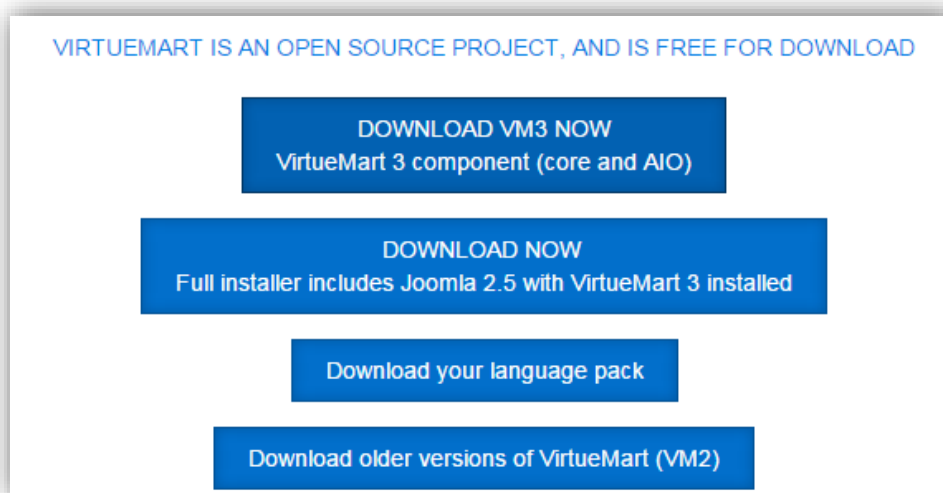 VIRTUEMART IS AN OPEN SOURCE PROJECT, AND IS FREE FOR DOWNLOAD
DOWNLOAD VM3 NOW
VirtueMart 3 component (core and AIO)
DOWNLOAD NOW
Full installer includes Joomla 2.5 with VirtueMart 3 installed
Download your language pack
Download older versions of VirtueMart (VM2)